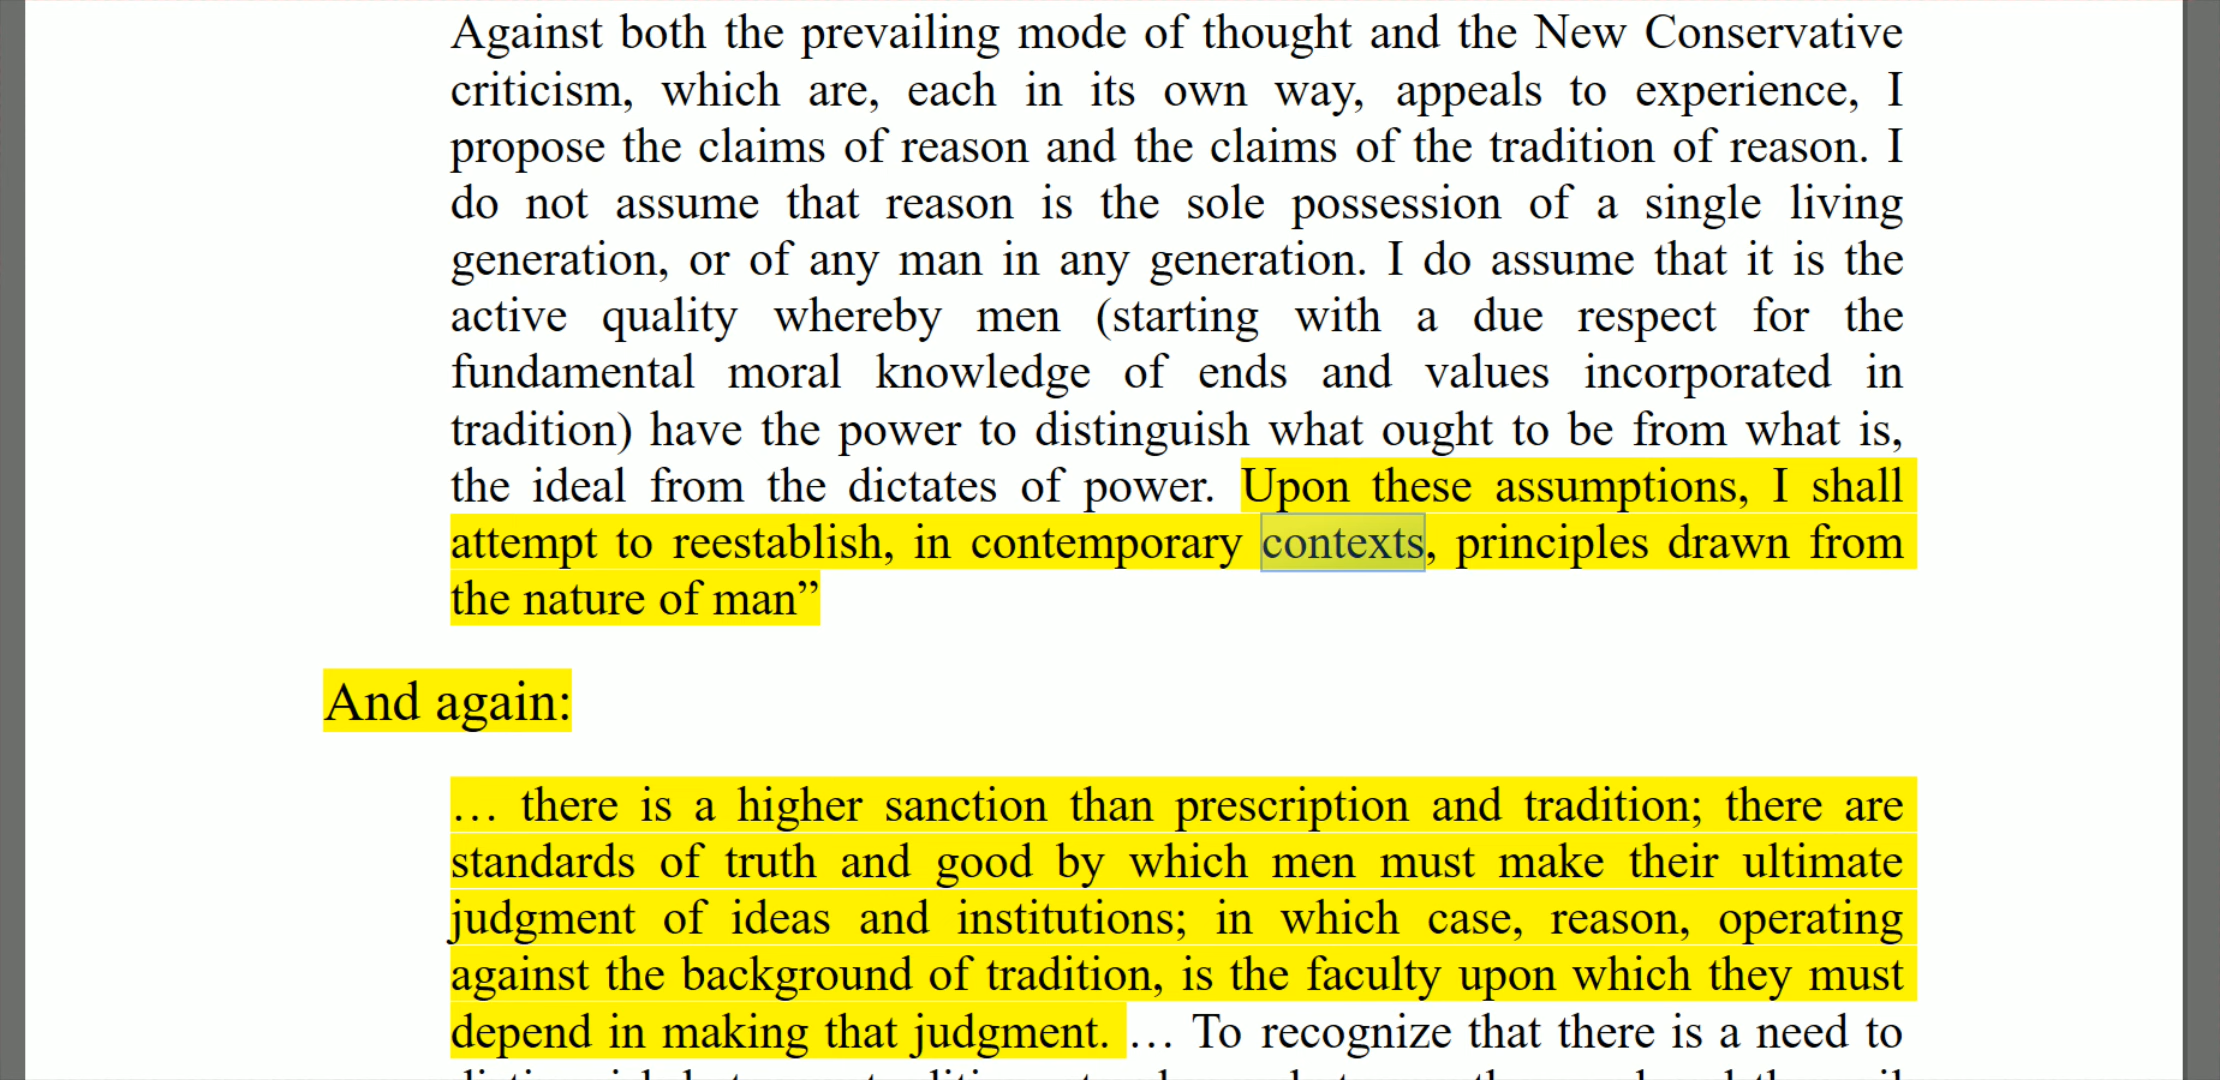 Against both the prevailing mode of thought and the New Conservative
criticism, which are, each in its own way, appeals to experience, I
propose the claims of reason and the claims of the tradition of reason. I
do not assume that reason is the sole possession of a single living
generation, or of any man in any generation. I do assume that it is the
active quality whereby men (starting with a due respect for the
fundamental moral knowledge of ends and values incorporated in
tradition) have the power to distinguish what ought to be from what is,
the ideal from the dictates of power. Upon these assumptions, I shall
attempt to reestablish, in contemporary contexts, principles drawn from
the nature of man”
And again:
… there is a higher sanction than prescription and tradition; there are
standards of truth and good by which men must make their ultimate
judgment of ideas and institutions; in which case, reason, operating
against the background of tradition, is the faculty upon which they must
depend in making that judgment. … To recognize that there is a need to